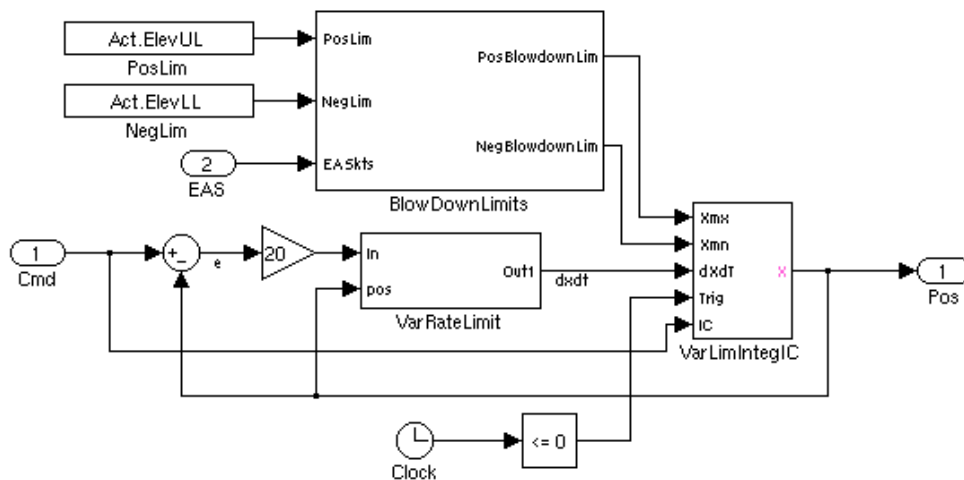 Act.ElevUL
PosLim
PosLim
PosBlowdownLim
Act.ElevLL
NegLim
NegLim
NegBlowdownLim
2
EASkts
EAS
BlowDownLimits
Xmx
Xmn
1
+
-
e
20
In
Out1
dxdt
dXdT
X
1
Cmd
pos
Trig
Pos
VarRateLimit
IC
VarLimIntegIC
<= 0
Clock